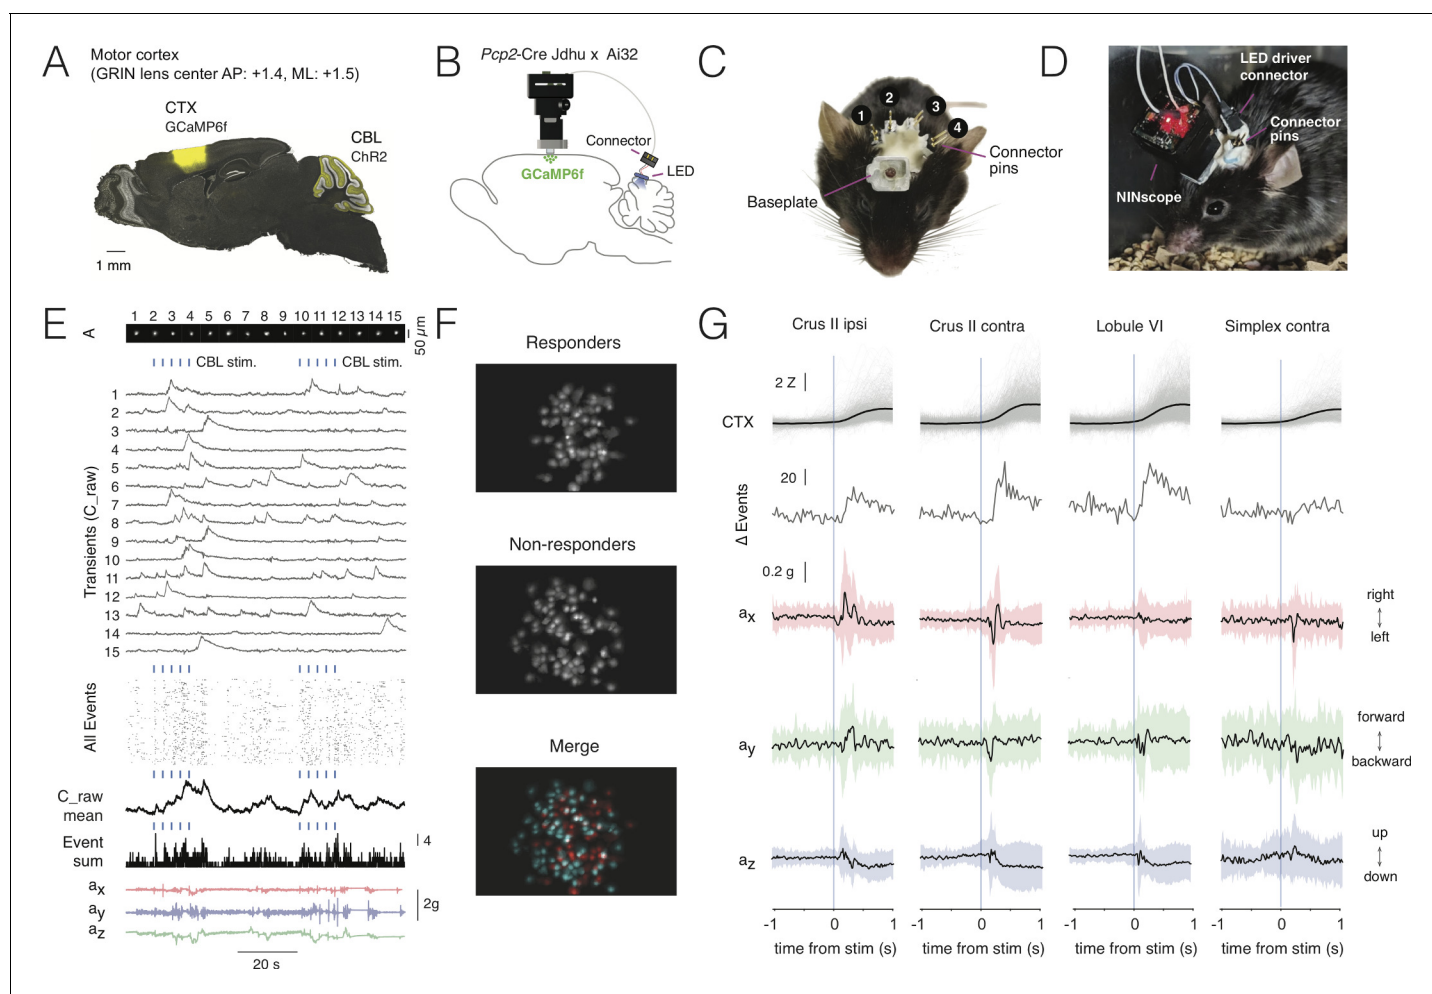 A
Motor cortex
(GRIN lens center AP: +1.4, ML: +1.5)
CTX
GCaMP6f
CBL
ChR2
1 mm
B
Pcp2-Cre Jdhu x Ai32
Connector
LED
GCaMP6f
C
1
2
3
4
Connector
pins
Baseplate
D
LED driver
connector
Connector
pins
NINscope
E
1 2 3 4 5 6 7 8 9 10 11 12 13 14 15
A
50 µm
CBL stim.
CBL stim.
Transients (C_raw)
1
2
3
4
5
6
7
8
9
10
11
12
13
14
15
All Events
C_raw
mean
Event
sum
4
ax
ay
az
2g
20 s
F
Responders
Non-responders
Merge
G
Crus II ipsi
Crus II contra
Lobule VI
Simplex contra
2 Z
CTX
20
Δ Events
0.2 g
ax
right
left
ay
forward
backward
az
up
down
-1 0 1
-1 0 1
-1 0 1
-1 0 1
time from stim (s)
time from stim (s)
time from stim (s)
time from stim (s)